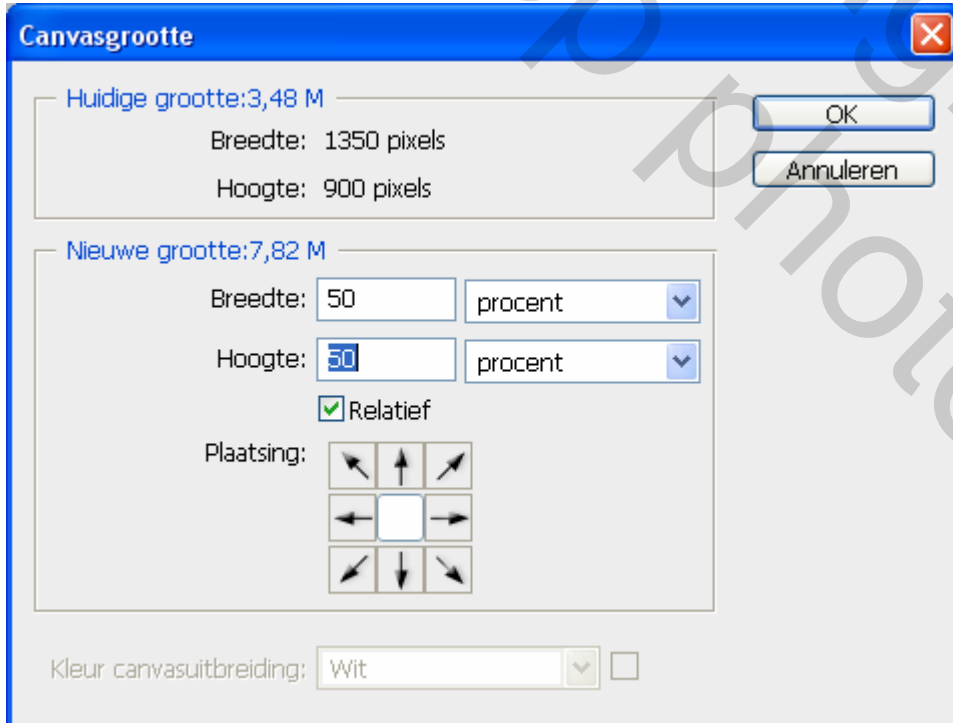 Canvasgrootte
Huidige grootte:3,48 M
Breedte: 1350 pixels
Hoogte: 900 pixels
OK
Annuleren
Nieuwe grootte:7,82 M
Breedte: 50 procent
Hoogte: 50 procent
Relatief
Plaatsing:
Kleur canvasuitbreiding: Wit